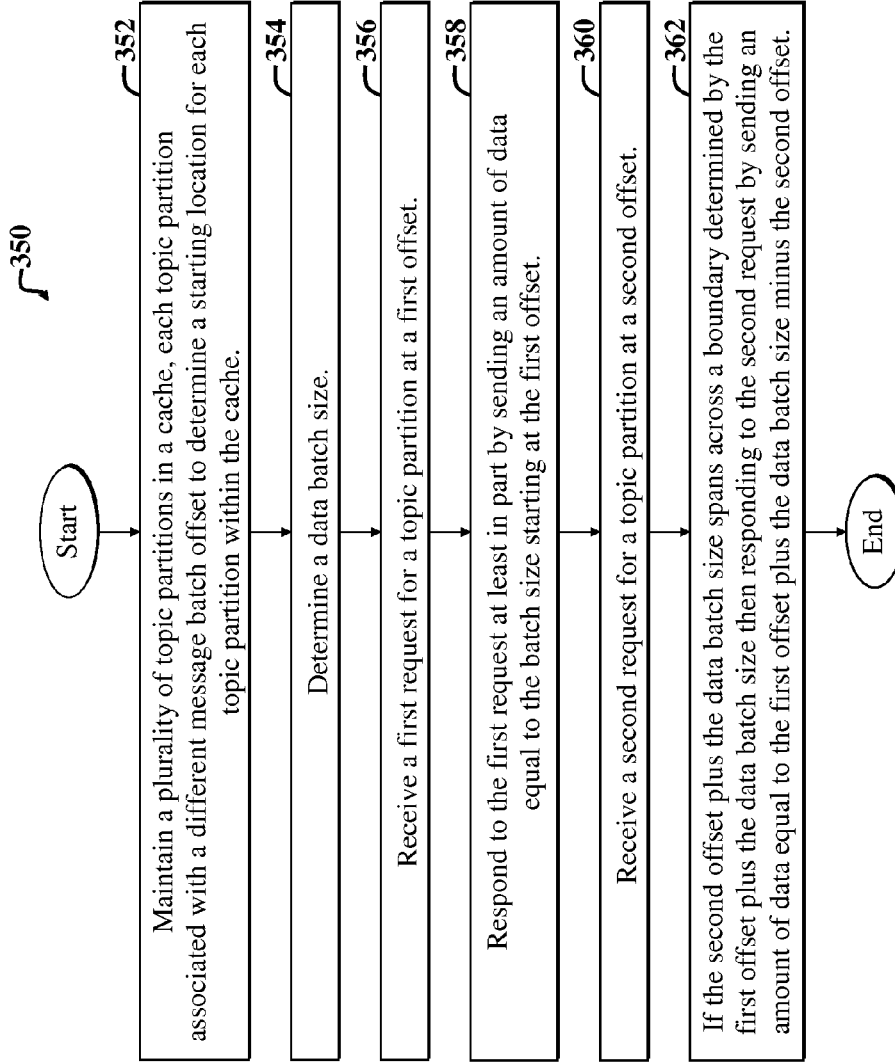 350
Start
352
Maintain a plurality of topic partitions in a cache, each topic partition
associated with a different message batch offset to determine a starting location for each
topic partition within the cache.
354
Determine a data batch size.
356
Receive a first request for a topic partition at a first offset.
358
Respond to the first request at least in part by sending an amount of data
equal to the batch size starting at the first offset.
360
Receive a second request for a topic partition at a second offset.
362
If the second offset plus the data batch size spans across a boundary determined by the
first offset plus the data batch size then responding to the second request by sending an
amount of data equal to the first offset plus the data batch size minus the second offset.
End